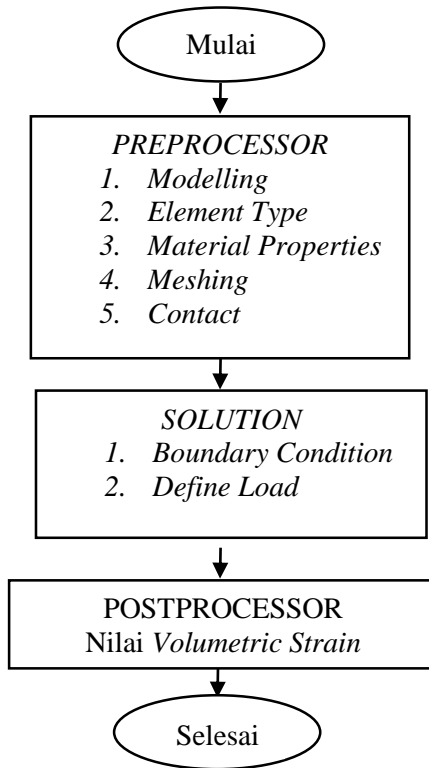 Mulai
PREPROCESSOR
1. Modelling
2. Element Type
3. Material Properties
4. Meshing
5. Contact
SOLUTION
1. Boundary Condition
2. Define Load
POSTPROCESSOR
Nilai Volumetric Strain
Selesai